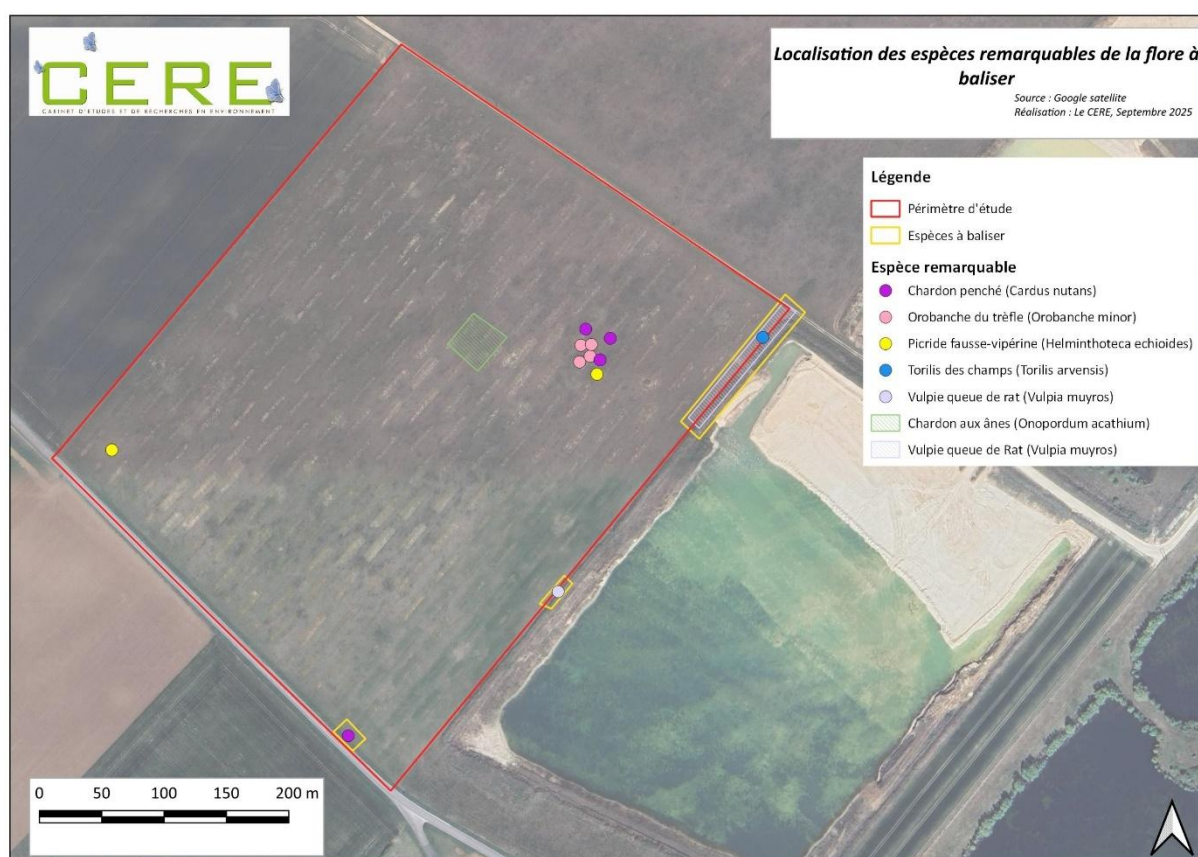 CERE
CABINET D'ETUDES ET DE RECHERCHES EN ENVIRONNEMENT
Localisation des espèces remarquables de la flore à
baliser
Source : Google satellite
Réalisation : Le CERE, Septembre 2025
Légende
Périmètre d'étude
Espèces à baliser
Espèce remarquable
Chardon penché (Cardus nutans)
Orobanche du trèfle (Orobanche minor)
Picride fausse-vipérine (Helminthoteca echioides)
Torilis des champs (Torilis arvensis)
Vulpie queue de rat (Vulpia muyros)
Chardon aux ânes (Onopordum acathium)
Vulpie queue de Rat (Vulpia muyros)
0 50 100 150 200 m